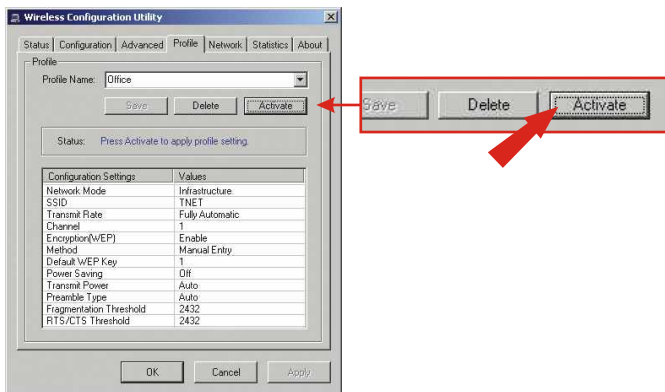 Wireless Configuration Utility
Status Configuration Advanced Profile Network Statistics About
Profile
Profile Name: Office
Save Delete Activate
Status: Press Activate to apply profile setting.
Configuration Settings Values
Network Mode Infrastructure
SSID TNET
Transmit Rate Fully Automatic
Channel 1
Encryption(WEP) Enable
Method Manual Entry
Default WEP Key 1
Power Saving Off
Transmit Power Auto
Preamble Type Auto
Fragmentation Threshold 2432
RTS/CTS Threshold 2432
OK Cancel Apply
Save Delete Activate